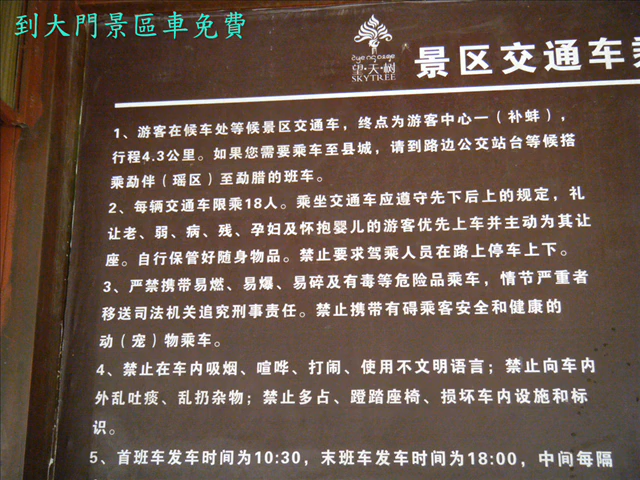 到大門景區車免費
望·天·树
SKYTREE
景区交通车乘
1、游客在候车处等候景区交通车，终点为游客中心一（补蚌），
行程4.3公里。如果您需要乘车至县城，请到路边公交站台等候搭
乘勐伴（瑶区）至勐腊的班车。
2、每辆交通车限乘18人。乘坐交通车应遵守先下后上的规定，礼
让老、弱、病、残、孕妇及怀抱婴儿的游客优先上车并主动为其让
座。自行保管好随身物品。禁止要求驾乘人员在路上停车上下。
3、严禁携带易燃、易爆、易碎及有毒等危险品乘车，情节严重者
移送司法机关追究刑事责任。禁止携带有碍乘客安全和健康的
动（宠）物乘车。
4、禁止在车内吸烟、喧哗、打闹、使用不文明语言；禁止向车内
外乱吐痰、乱扔杂物；禁止多占、蹬踏座椅、损坏车内设施和标
识。
5、首班车发车时间为10:30，末班车发车时间为18:00，中间每隔